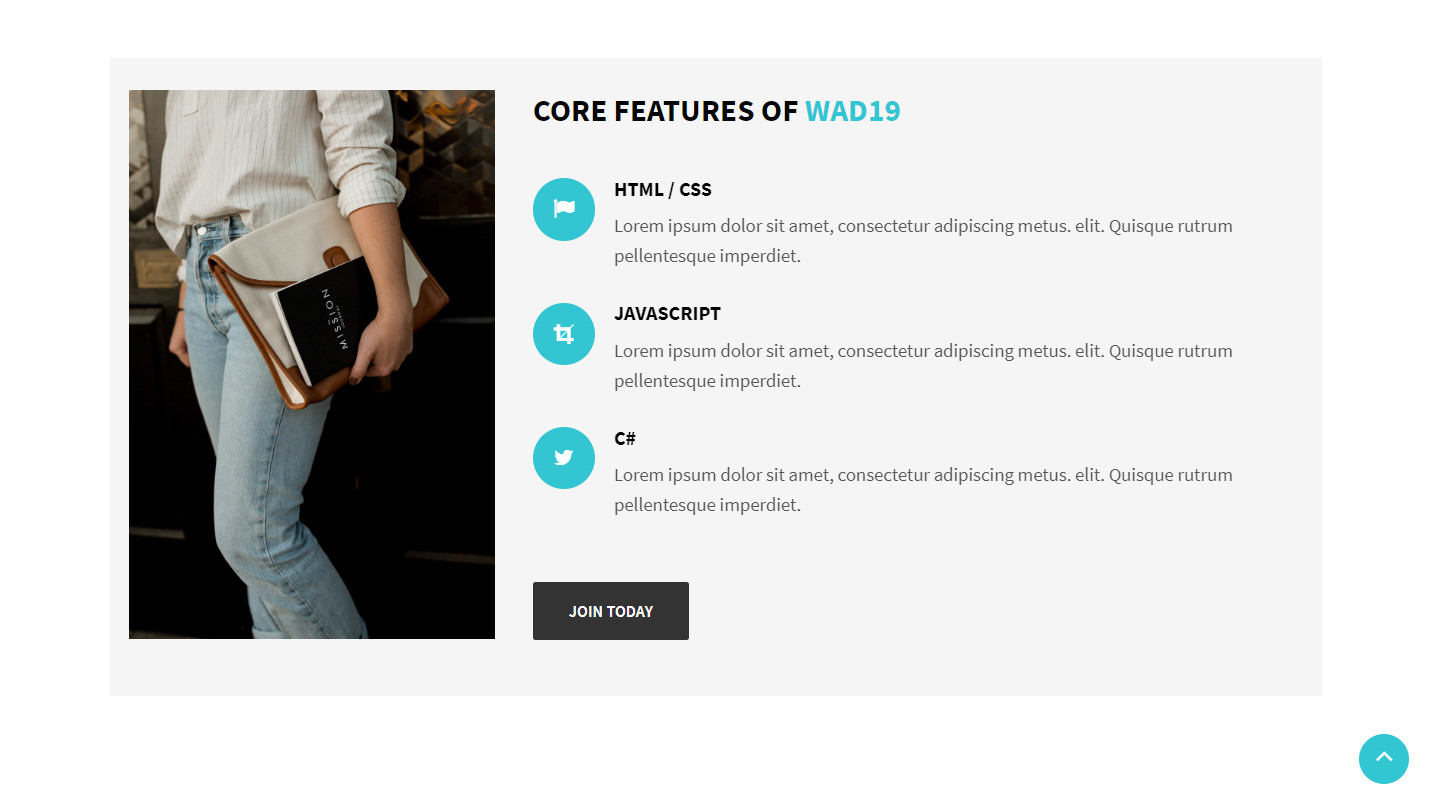 CORE FEATURES OF WAD19
HTML / CSS
Lorem ipsum dolor sit amet, consectetur adipiscing metus. elit. Quisque rutrum
pellentesque imperdiet.
JAVASCRIPT
Lorem ipsum dolor sit amet, consectetur adipiscing metus. elit. Quisque rutrum
pellentesque imperdiet.
C#
Lorem ipsum dolor sit amet, consectetur adipiscing metus. elit. Quisque rutrum
pellentesque imperdiet.
JOIN TODAY
MISSION